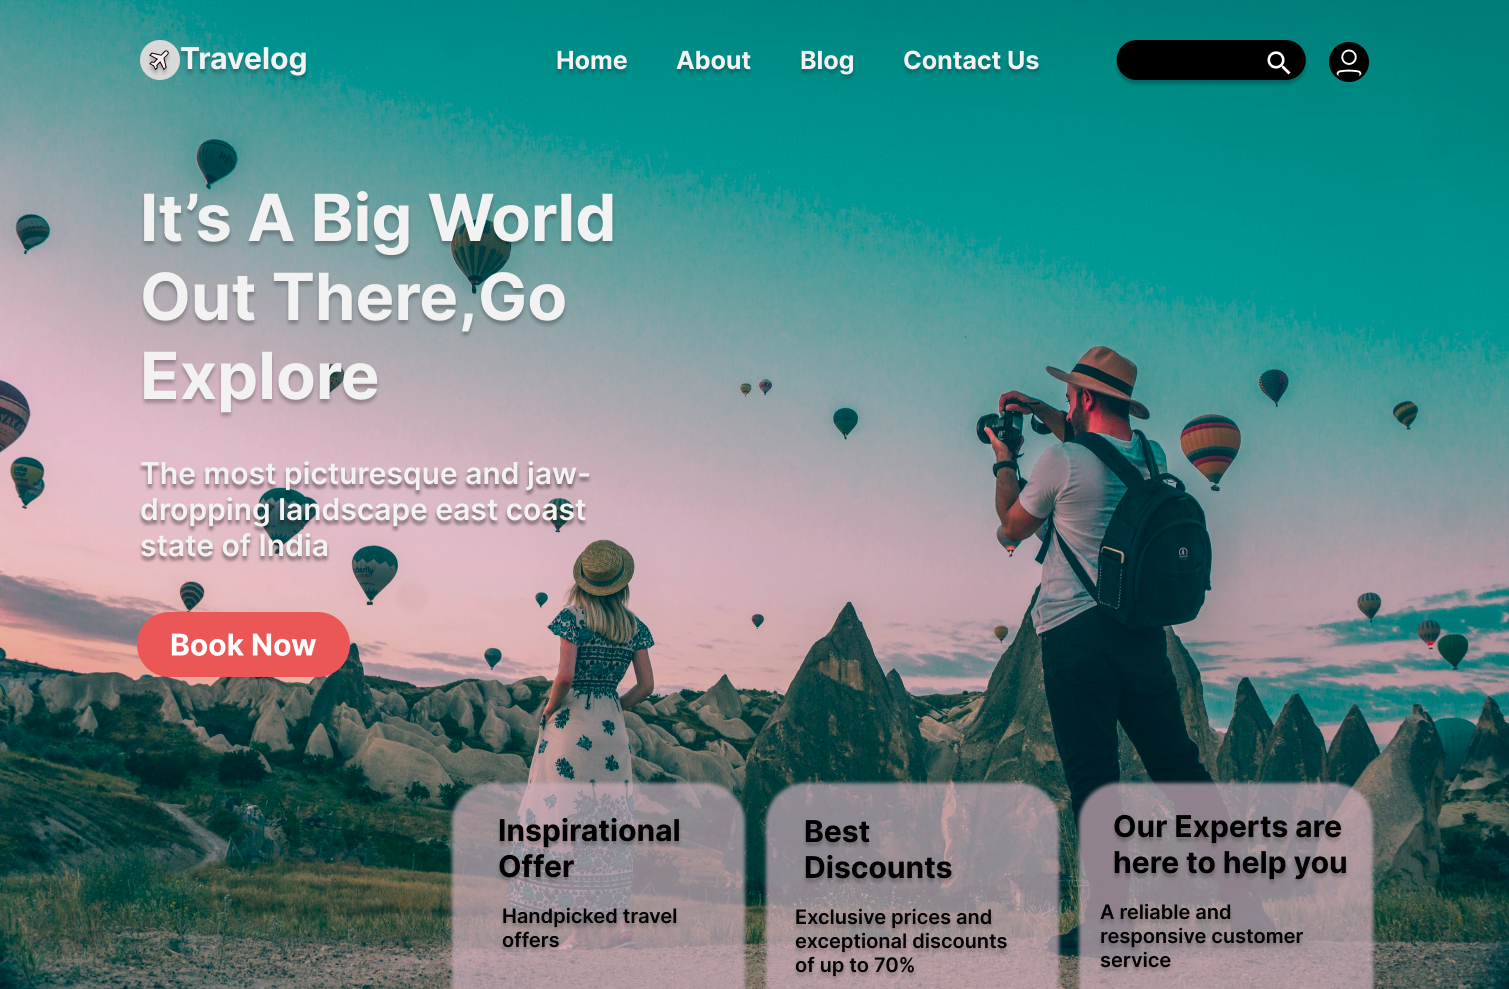 Travelog
Home
About
Blog
Contact Us
It’s A Big World
Out There,Go
Explore
The most picturesque and jaw-
dropping landscape east coast
state of India
Book Now
Inspirational
Offer
Handpicked travel
offers
Best
Discounts
Exclusive prices and
exceptional discounts
of up to 70%
Our Experts are
here to help you
A reliable and
responsive customer
service